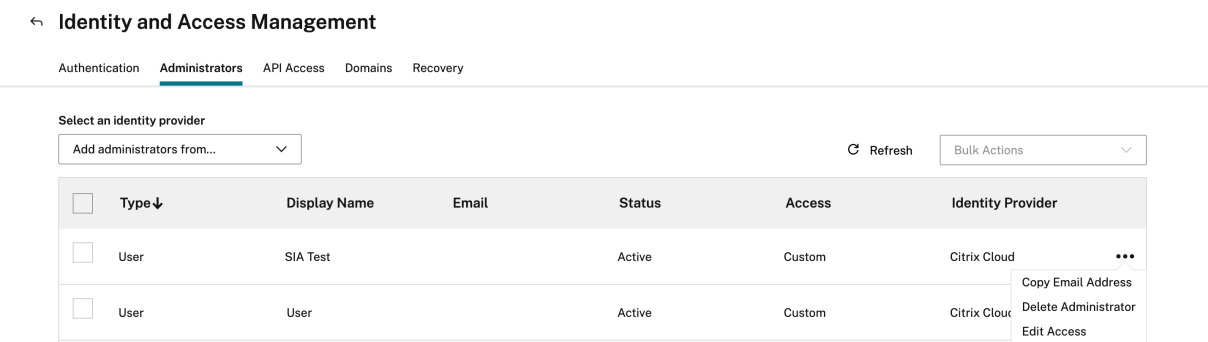 Identity and Access Management
Authentication Administrators API Access Domains Recovery
Select an identity provider
Add administrators from... Refresh Bulk Actions
Type Display Name Email Status Access Identity Provider
User SIA Test Active Custom Citrix Cloud
Copy Email Address
Delete Administrator
User User Active Custom Citrix Cloud
Edit Access